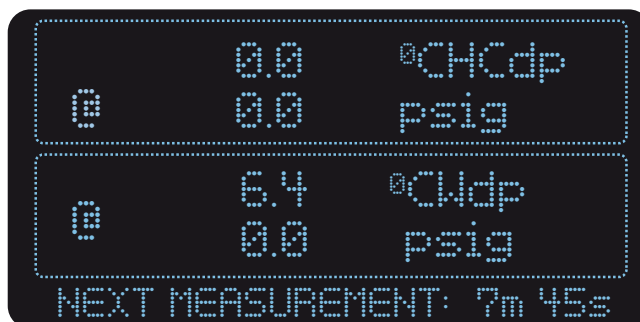 0.0 °CHCdp
@ 0.0 psig
6.4 °CWdp
@ 0.0 psig
NEXT MEASUREMENT: 7m 45s